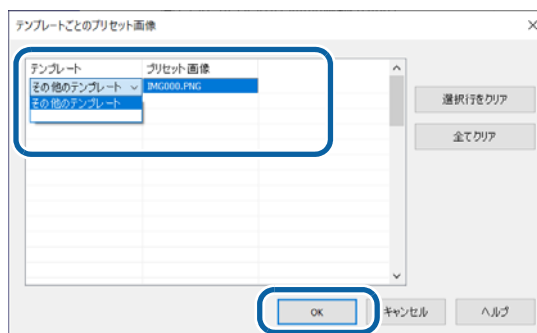 テンプレートごとのプリセット画像
テンプレート プリセット画像
その他のテンプレート IMG000.PNG
その他のテンプレート
選択行をクリア
全てクリア
OK キャンセル ヘルプ